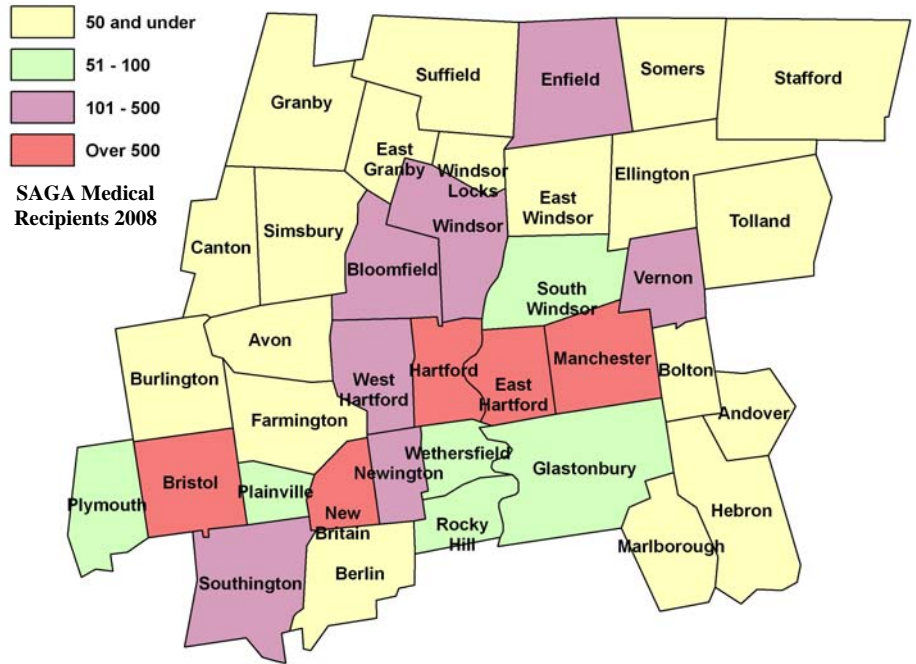 50 and under
51 - 100
101 - 500
Over 500
SAGA Medical
Recipients 2008
Granby
Suffield
Enfield
Somers
Stafford
East
Granby
Windsor
Locks
East
Windsor
Ellington
Tolland
Canton
Simsbury
Bloomfield
Windsor
South
Windsor
Vernon
Avon
Burlington
West
Hartford
Hartford
East
Hartford
Manchester
Bolton
Andover
Farmington
Plymouth
Bristol
Plainville
New
Britain
Newington
Wethersfield
Rocky
Hill
Glastonbury
Hebron
Marlborough
Southington
Berlin